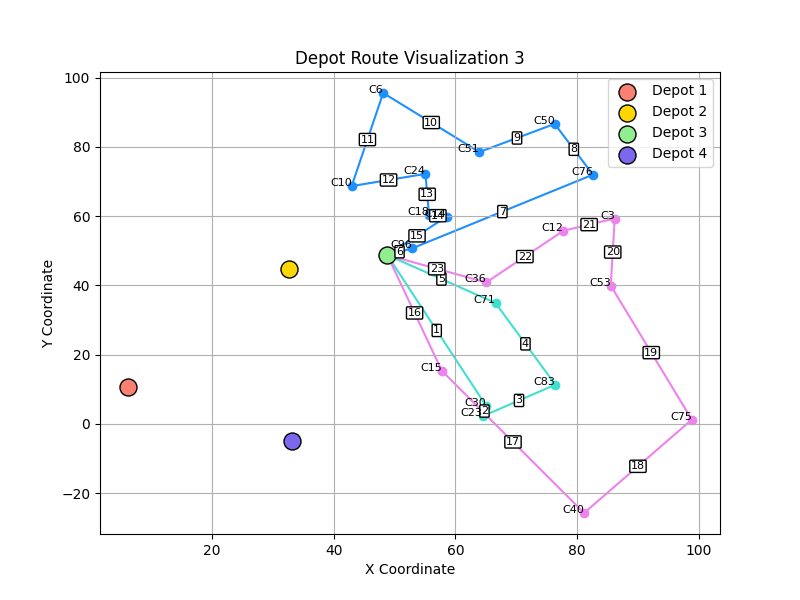 Depot Route Visualization 3
Depot 1
Depot 2
Depot 3
Depot 4
Y Coordinate
100
80
60
40
20
0
−20
20
40
60
80
100
X Coordinate
C6
C50
C51
C76
C24
C10
C18
C96
C3
C12
C53
C36
C71
C15
C83
C30
C23
C75
C40
10
9
8
11
12
13
14
7
15
6
21
20
22
23
5
16
1
4
19
3
2
17
18